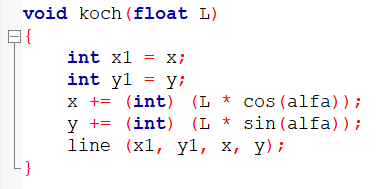 void koch(float L)
{
int x1 = x;
int y1 = y;
x += (int) (L * cos(alfa));
y += (int) (L * sin(alfa));
line (x1, y1, x, y);
}